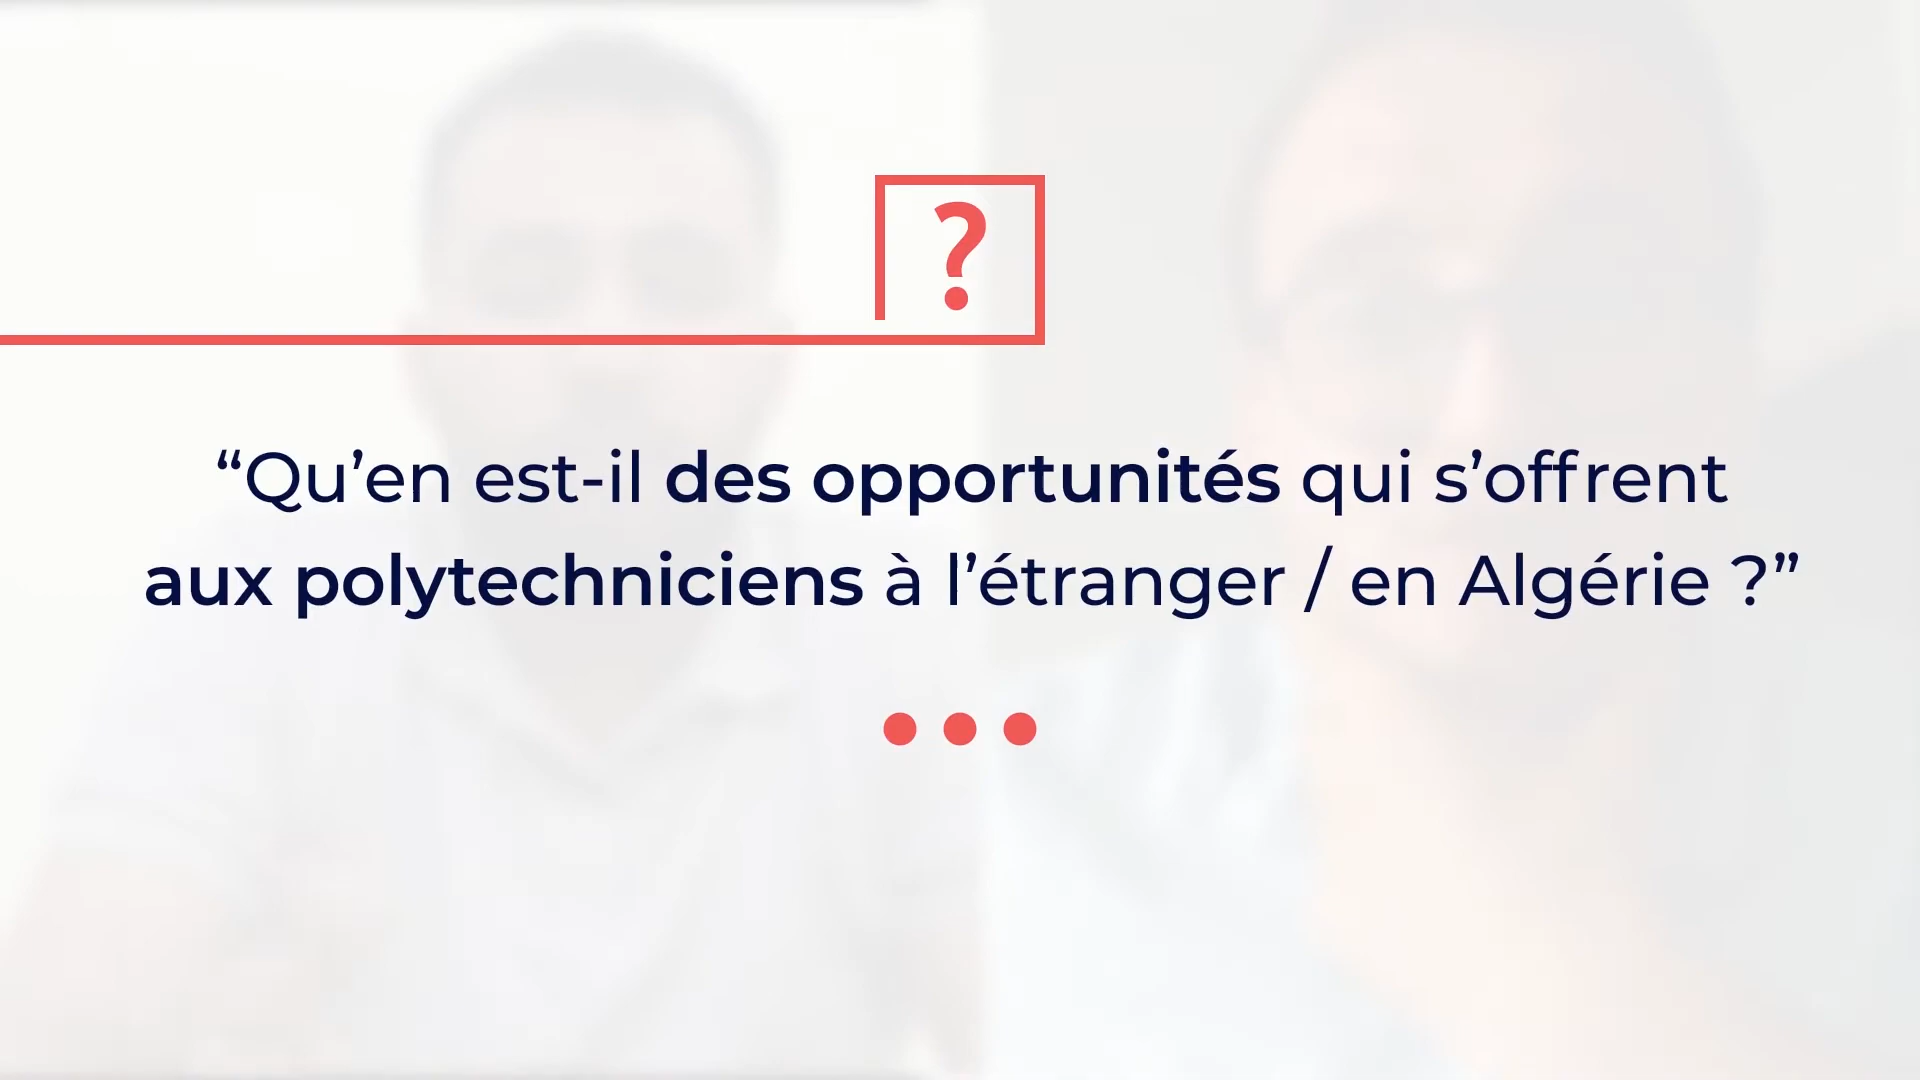 ?
“Qu’en est-il des opportunités qui s’offrent
aux polytechniciens à l’étranger / en Algérie ?”